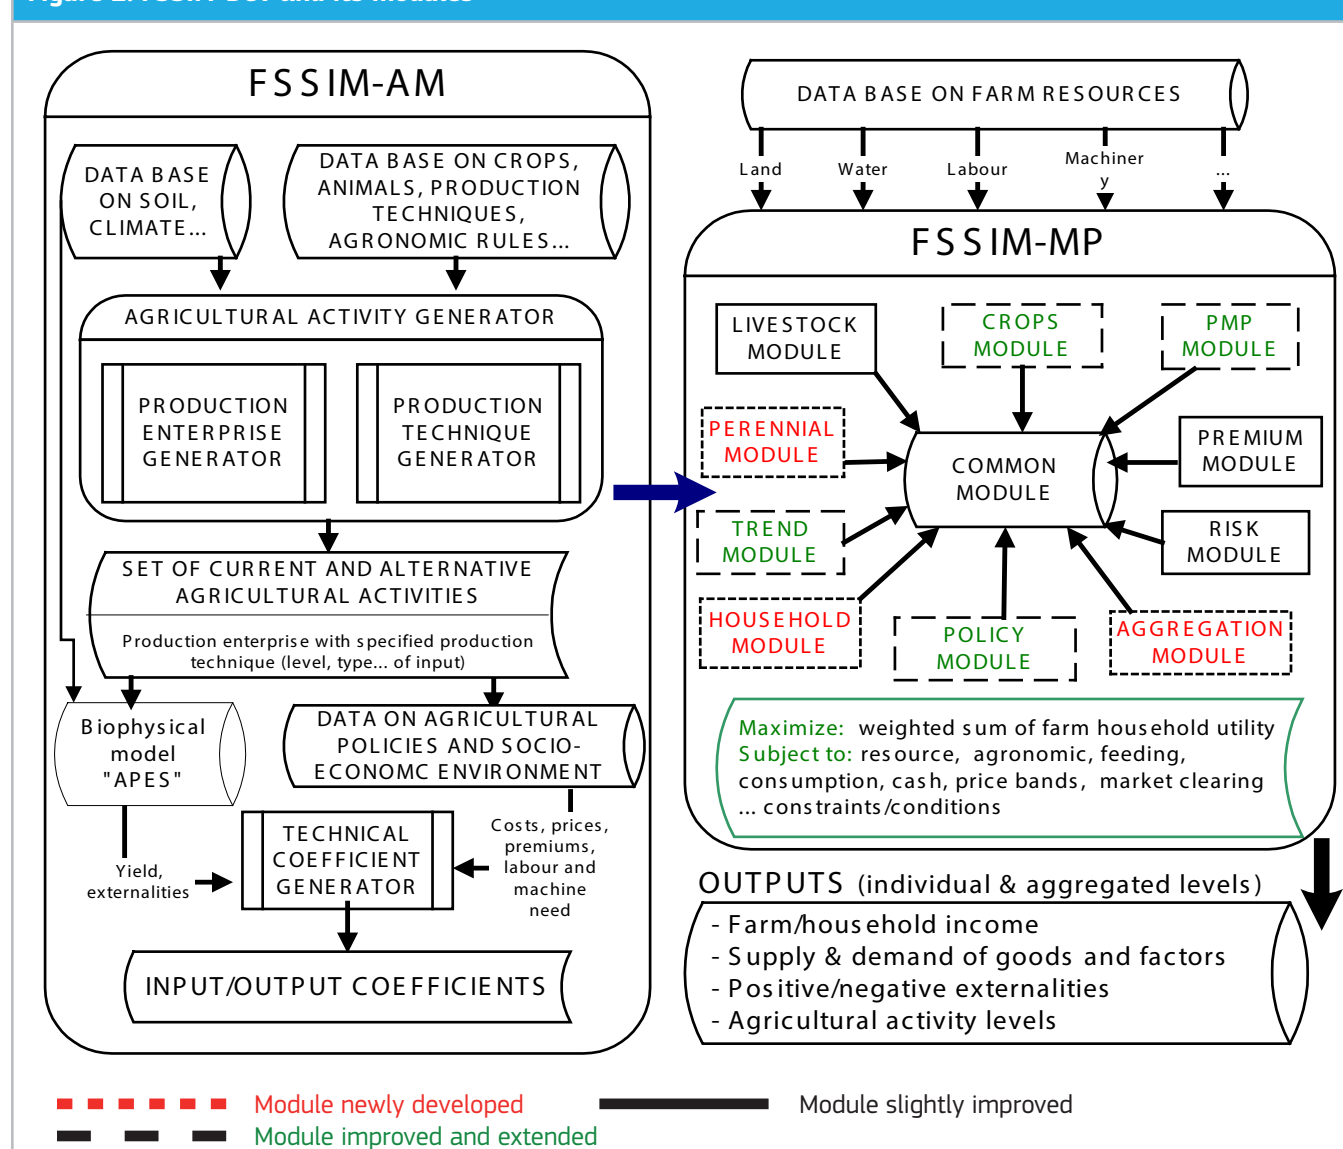 FSSIM-AM
DATA BASE
ON SOIL,
CLIMATE...
DATA BASE ON CROPS,
ANIMALS, PRODUCTION
TECHNIQUES,
AGRONOMIC RULES...
AGRICULTURAL ACTIVITY GENERATOR
PRODUCTION
ENTERPRISE
GENERATOR
PRODUCTION
TECHNIQUE
GENERATOR
SET OF CURRENT AND ALTERNATIVE
AGRICULTURAL ACTIVITIES
Production enterprise with specified production
technique (level, type... of input)
Biophysical
model
"APES"
DATA ON AGRICULTURAL
POLICIES AND SOCIO-
ECONOMC ENVIRONMENT
Yield,
externalities
TECHNICAL
COEFFICIENT
GENERATOR
Costs, prices,
premiums,
labour and
machine
need
INPUT/OUTPUT COEFFICIENTS
DATA BASE ON FARM RESOURCES
Land
Water
Labour
Machiner
y
...
FSSIM-MP
LIVESTOCK
MODULE
CROPS
MODULE
PMP
MODULE
PERENNIAL
MODULE
COMMON
MODULE
PREMIUM
MODULE
TREND
MODULE
RISK
MODULE
HOUSEHOLD
MODULE
POLICY
MODULE
AGGREGATION
MODULE
Maximize: weighted sum of farm household utility
Subject to: resource, agronomic, feeding,
consumption, cash, price bands, market clearing
... constraints/conditions
OUTPUTS (individual & aggregated levels)
- Farm/household income
- Supply & demand of goods and factors
- Positive/negative externalities
- Agricultural activity levels
Module newly developed
Module slightly improved
Module improved and extended